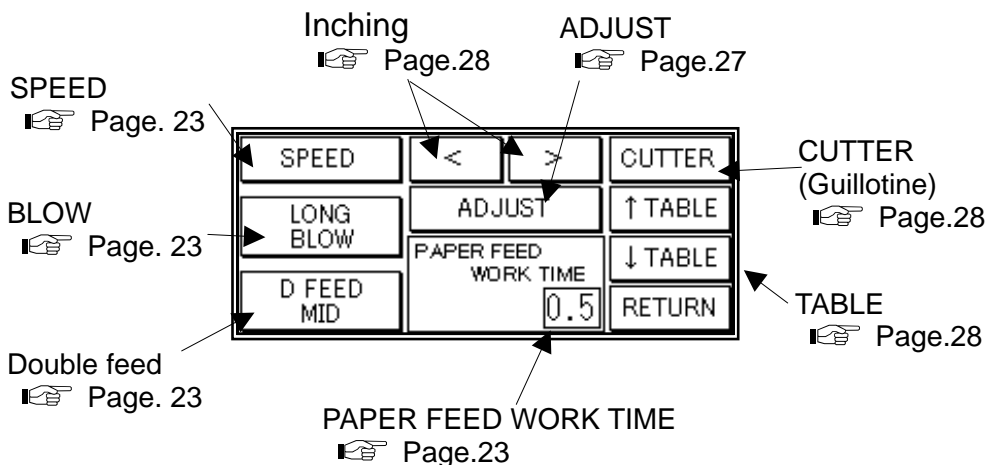 Inching
☞ Page.28
ADJUST
☞ Page.27
SPEED
☞ Page. 23
BLOW
☞ Page. 23
Double feed
☞ Page. 23
SPEED
LONG
BLOW
D FEED
MID
< >
ADJUST
PAPER FEED
WORK TIME
0.5
CUTTER
↑ TABLE
↓ TABLE
RETURN
CUTTER
(Guillotine)
☞ Page.28
TABLE
☞ Page.28
PAPER FEED WORK TIME
☞ Page.23